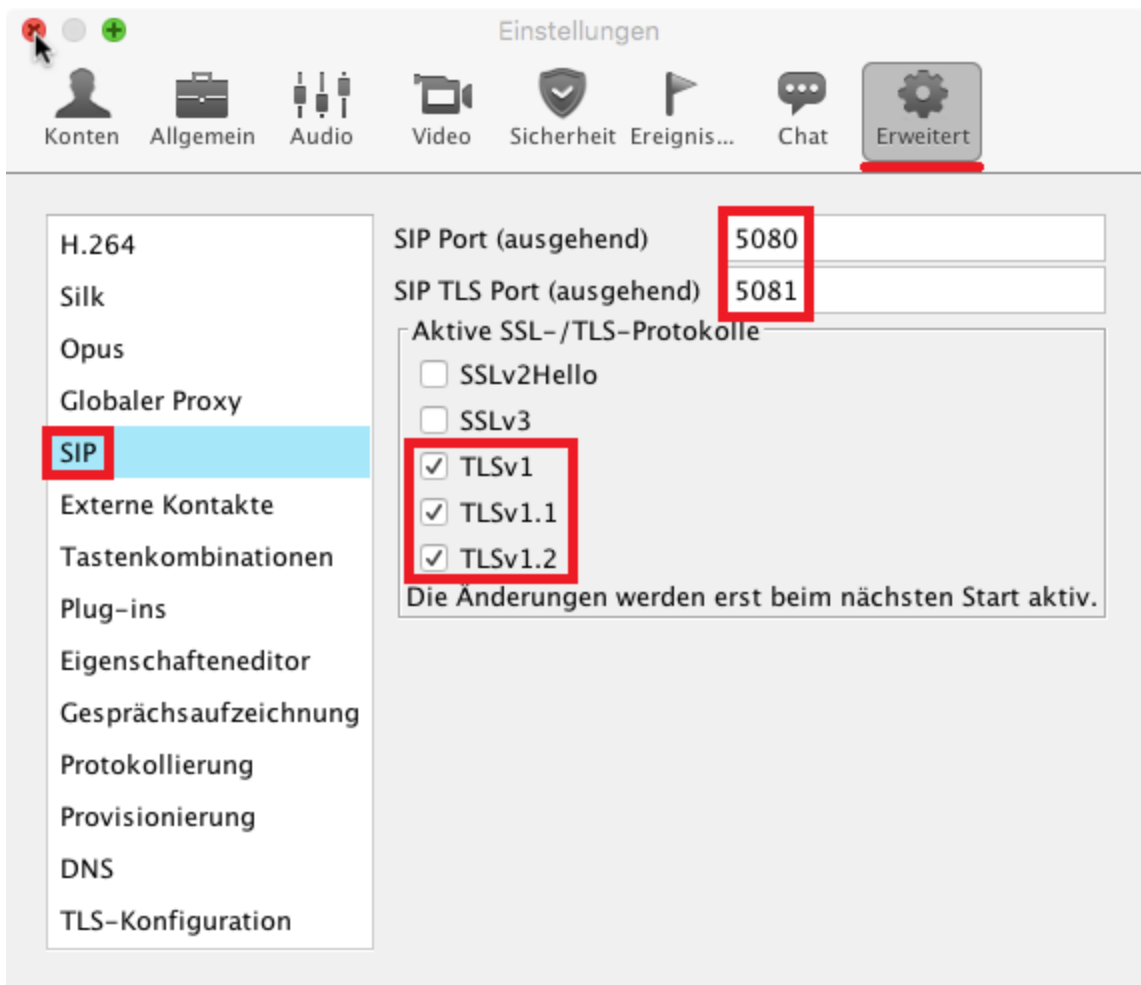 Einstellungen
Konten Allgemein Audio Video Sicherheit Ereignis... Chat Erweitert
H.264
Silk
Opus
Globaler Proxy
SIP
Externe Kontakte
Tastenkombinationen
Plug-ins
Eigenschafteneditor
Gesprächsaufzeichnung
Protokollierung
Provisionierung
DNS
TLS-Konfiguration
SIP Port (ausgehend) 5080
SIP TLS Port (ausgehend) 5081
Aktive SSL-/TLS-Protokolle
SSLv2Hello
SSLv3
TLSv1
TLSv1.1
TLSv1.2
Die Änderungen werden erst beim nächsten Start aktiv.